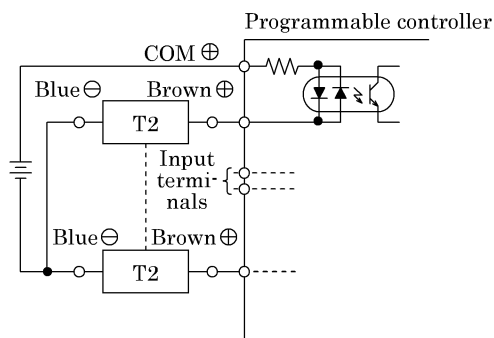 Programmable controller
COM ⊕
Blue ⊖ Brown ⊕
T2
Input
termi-
nals
Blue ⊖ Brown ⊕
T2